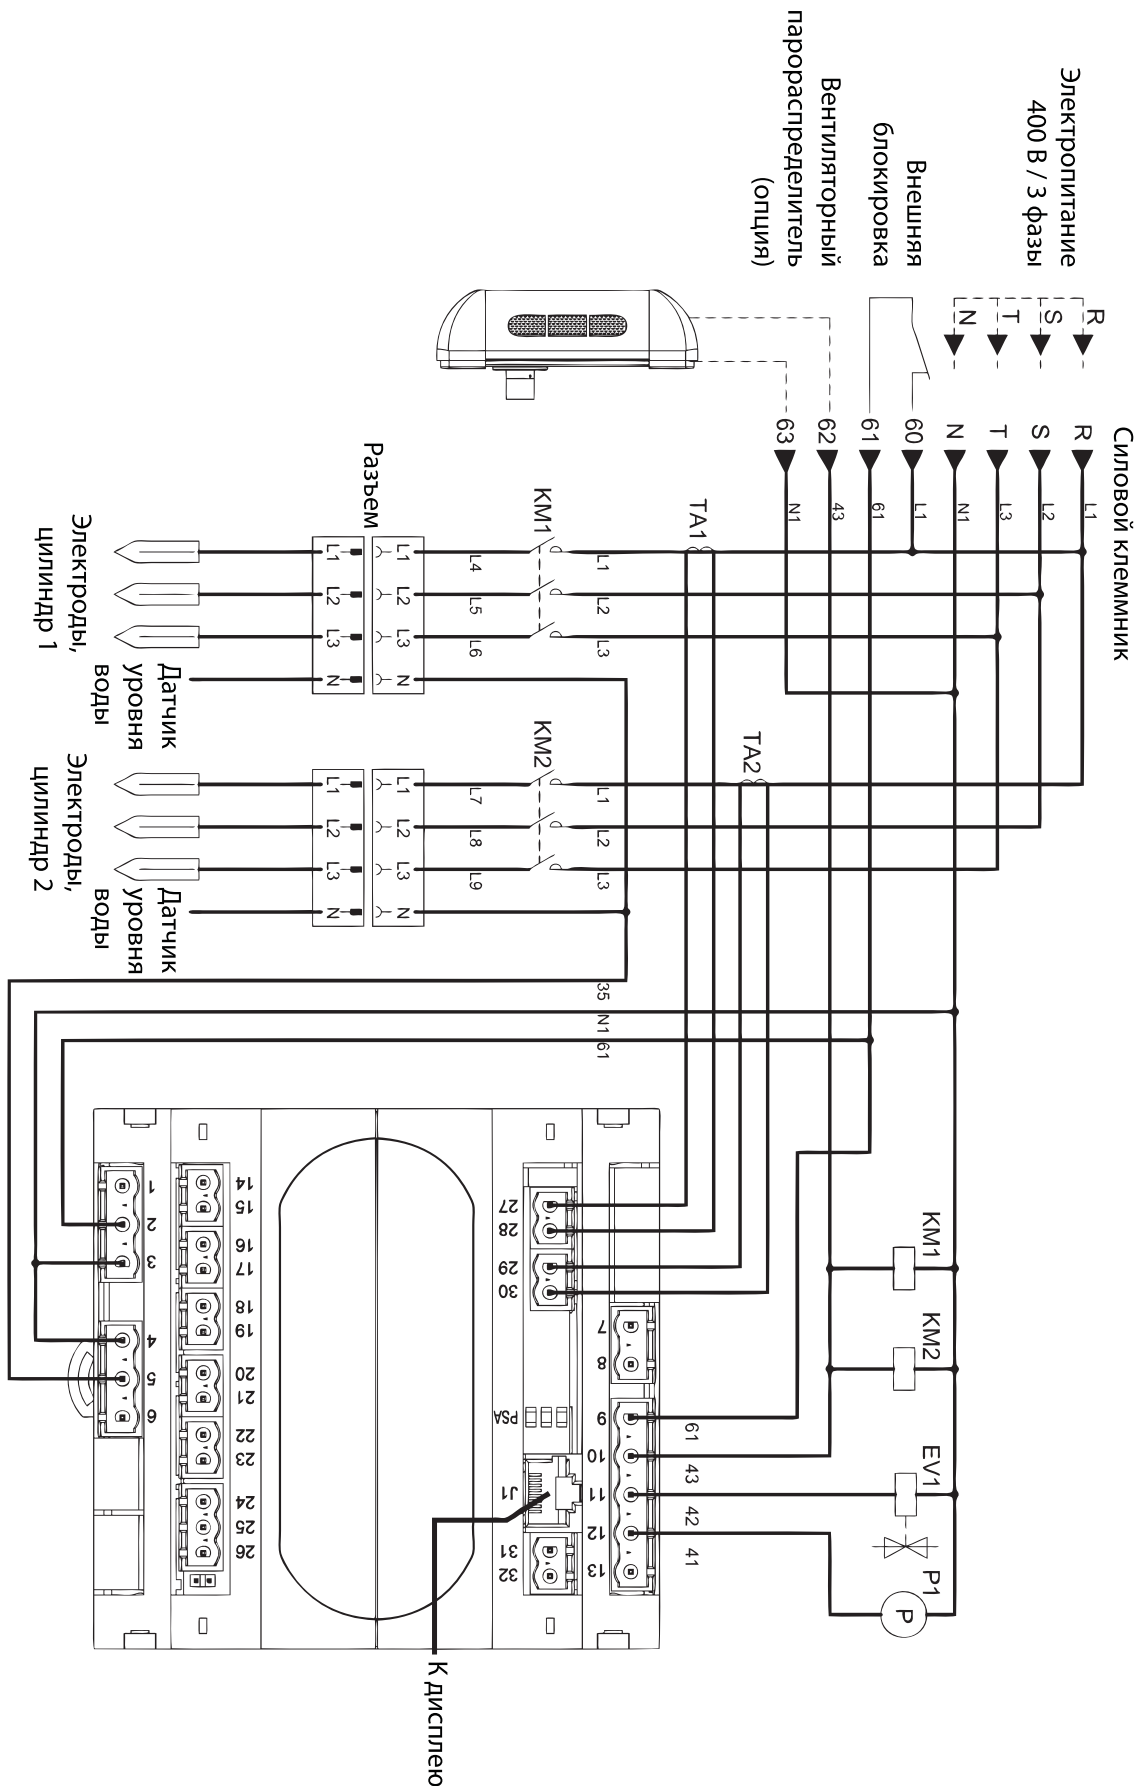 Силовой клеммник
Электропитание
400 В / 3 фазы
R
S
T
N
Внешняя
блокировка
Вентиляторный
парораспределитель
(опция)
R
S
T
N
60
61
62
63
L1
L2
L3
N1
L1
61
43
N1
TA1
TA2
KM1
L1
L2
L3
L4
L5
L6
KM2
L1
L2
L3
L7
L8
L9
Разъем
L1
L2
L3
N
L1
L2
L3
N
L1
L2
L3
N
L1
L2
L3
N
Электроды,
цилиндр 1
Датчик
уровня
воды
Электроды,
цилиндр 2
Датчик
уровня
воды
35
N1
61
KM1
KM2
EV1
P1
P
61
43
42
41
7
8
9
10
11
12
13
27
28
29
30
PSA
J1
31
32
14
15
16
17
18
19
20
21
22
23
24
25
26
1
2
3
4
5
6
К дисплею